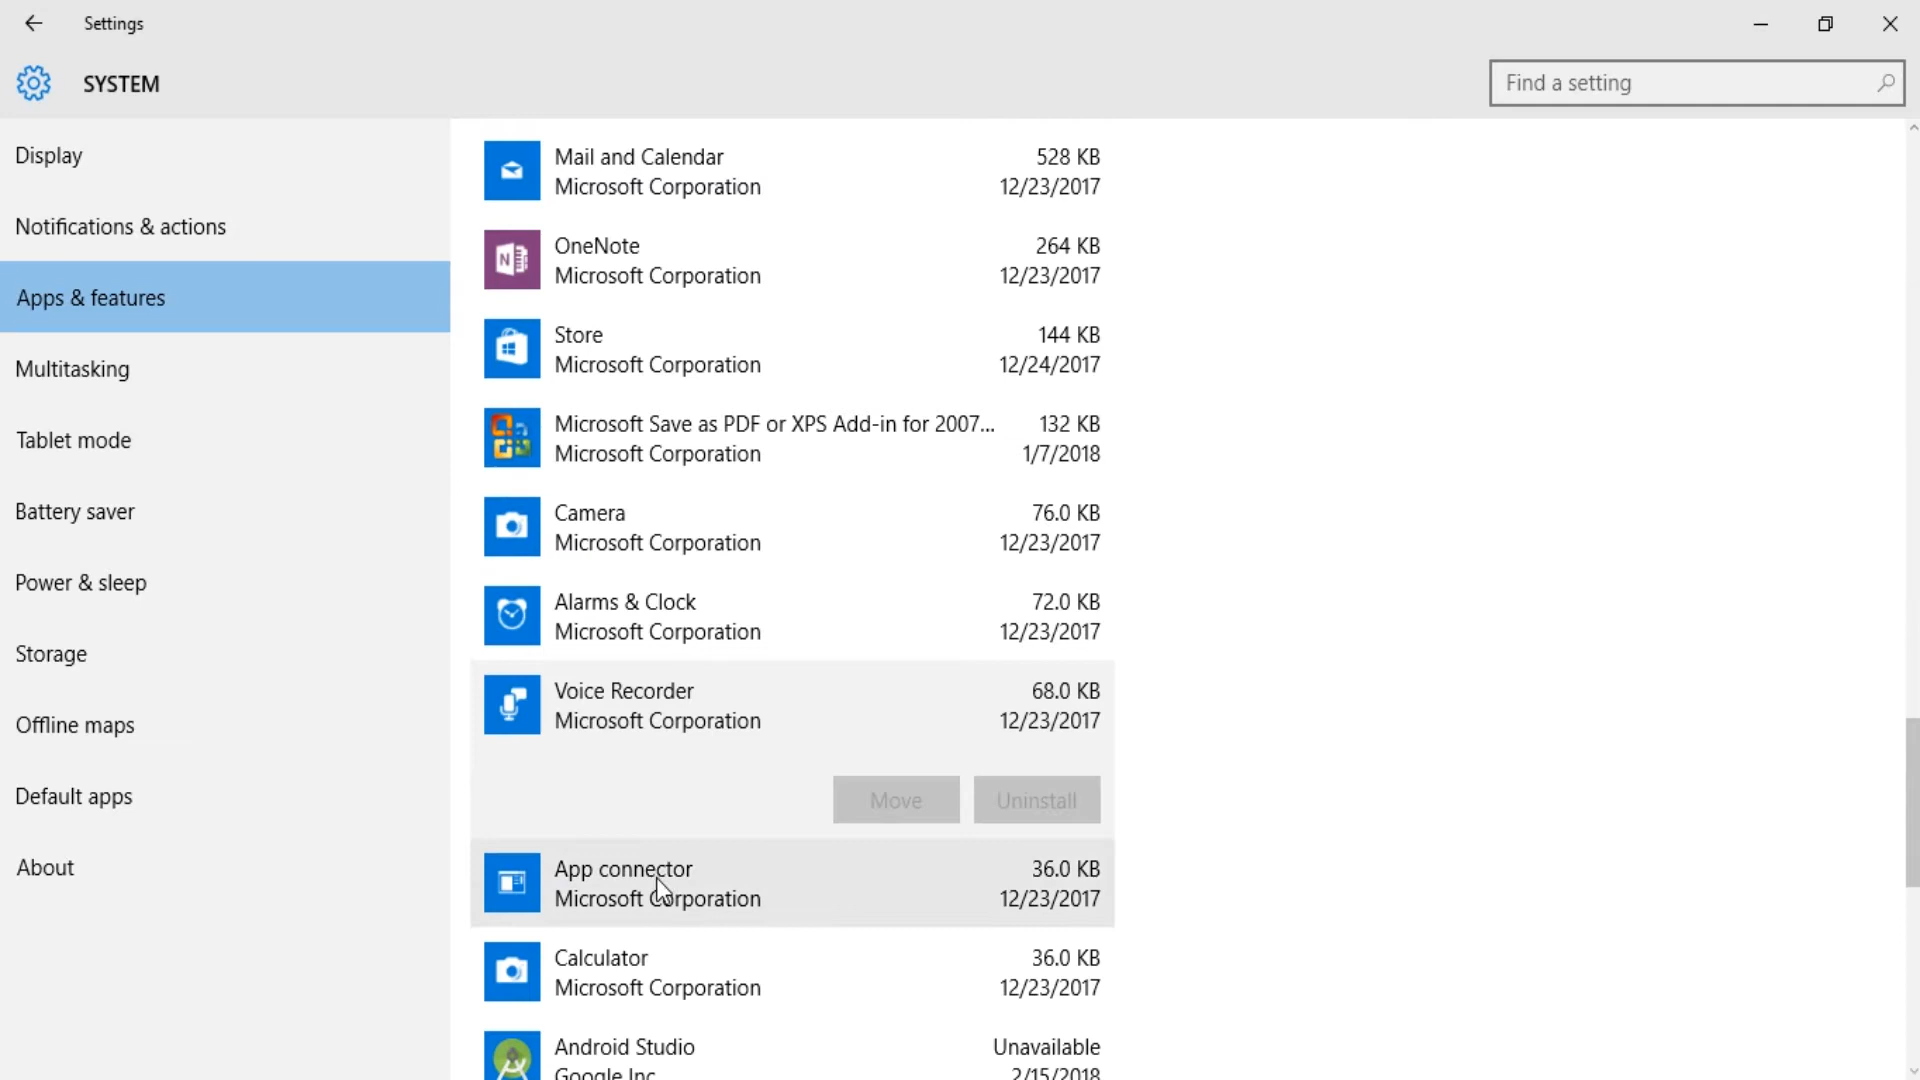 Settings
SYSTEM
Find a setting
Display
Notifications & actions
Apps & features
Multitasking
Tablet mode
Battery saver
Power & sleep
Storage
Offline maps
Default apps
About
Mail and Calendar 528 KB
Microsoft Corporation 12/23/2017
OneNote 264 KB
Microsoft Corporation 12/23/2017
Store 144 KB
Microsoft Corporation 12/24/2017
Microsoft Save as PDF or XPS Add-in for 2007... 132 KB
Microsoft Corporation 1/7/2018
Camera 76.0 KB
Microsoft Corporation 12/23/2017
Alarms & Clock 72.0 KB
Microsoft Corporation 12/23/2017
Voice Recorder 68.0 KB
Microsoft Corporation 12/23/2017
Move Uninstall
App connector 36.0 KB
Microsoft Corporation 12/23/2017
Calculator 36.0 KB
Microsoft Corporation 12/23/2017
Android Studio Unavailable
Google Inc. 2/15/2018